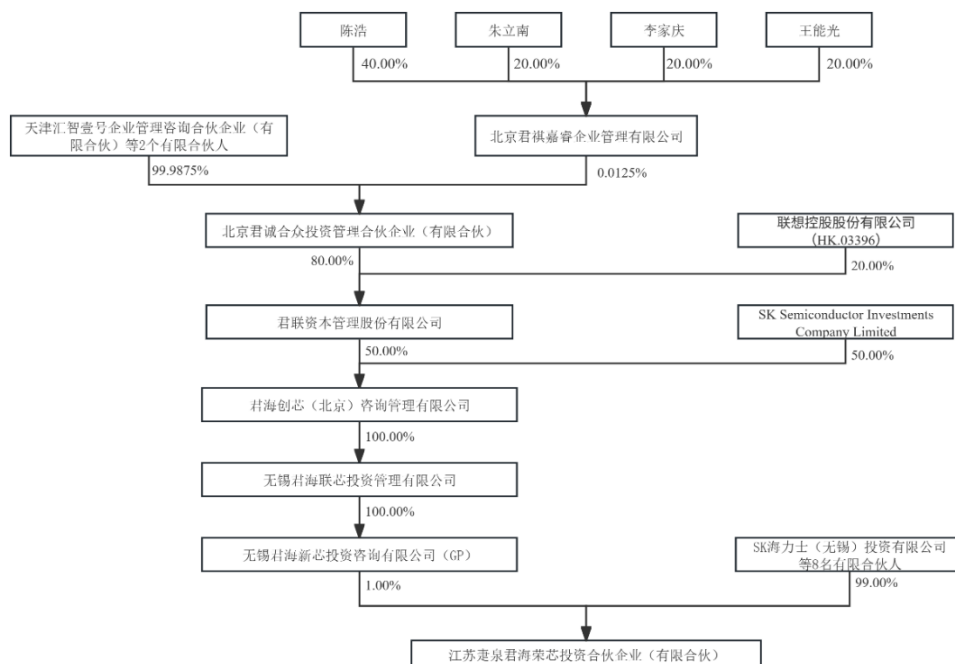 陈浩
朱立南
李家庆
王能光
40.00%
20.00%
20.00%
20.00%
天津汇智壹号企业管理咨询合伙企业（有
限合伙）等2个有限合伙人
北京君祺嘉睿企业管理有限公司
99.9875%
0.0125%
北京君诚合众投资管理合伙企业（有限合伙）
联想控股股份有限公司
（HK.03396）
80.00%
20.00%
君联资本管理股份有限公司
SK Semiconductor Investments
Company Limited
50.00%
50.00%
君海创芯（北京）咨询管理有限公司
100.00%
无锡君海联芯投资管理有限公司
100.00%
无锡君海新芯投资咨询有限公司（GP）
SK海力士（无锡）投资有限公司
等8名有限合伙人
1.00%
99.00%
江苏疌泉君海荣芯投资合伙企业（有限合伙）